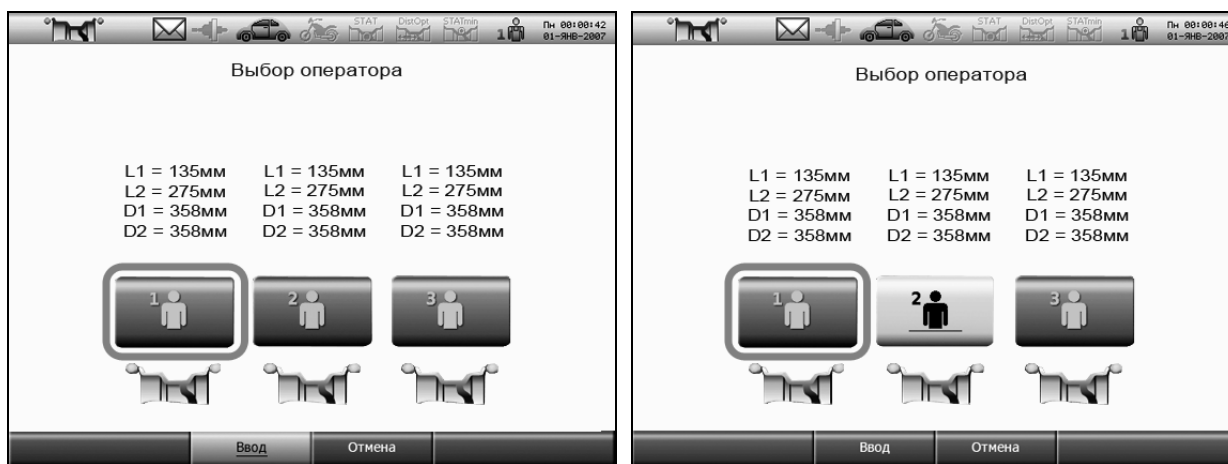 STAT DistOpt STATmin Пн 00:00:42
1 01-ЯНВ-2007
Выбор оператора
L1 = 135мм L1 = 135мм L1 = 135мм
L2 = 275мм L2 = 275мм L2 = 275мм
D1 = 358мм D1 = 358мм D1 = 358мм
D2 = 358мм D2 = 358мм D2 = 358мм
1 2 3
Ввод Отмена
STAT DistOpt STATmin Пн 00:00:46
1 01-ЯНВ-2007
Выбор оператора
L1 = 135мм L1 = 135мм L1 = 135мм
L2 = 275мм L2 = 275мм L2 = 275мм
D1 = 358мм D1 = 358мм D1 = 358мм
D2 = 358мм D2 = 358мм D2 = 358мм
1 2 3
Ввод Отмена